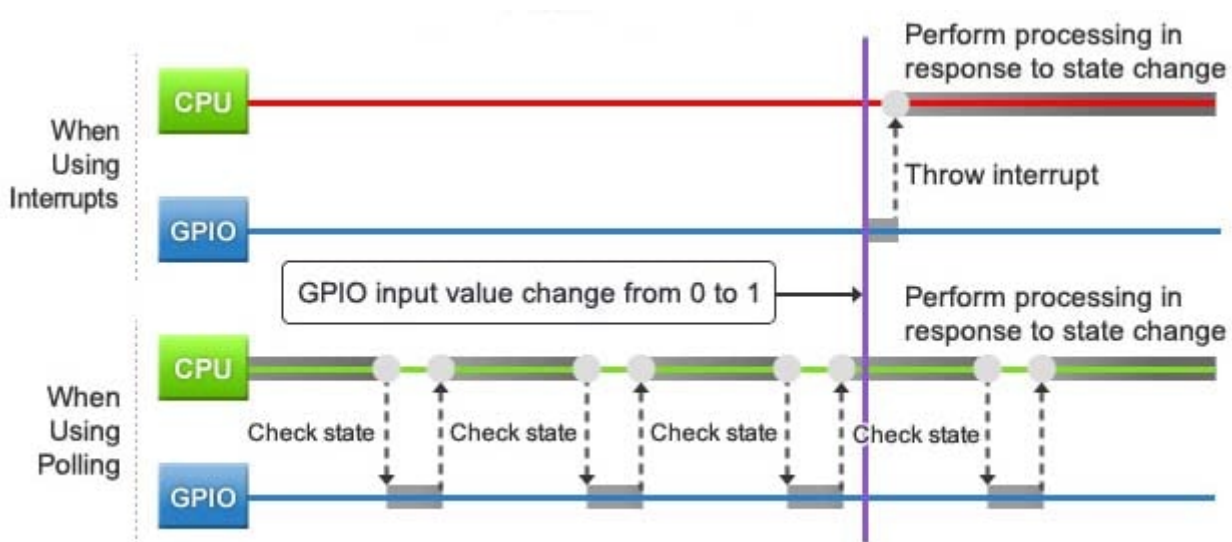 Perform processing in
response to state change
CPU
When
Using
Interrupts
Throw interrupt
GPIO
GPIO input value change from 0 to 1
Perform processing in
response to state change
CPU
When
Using
Polling
Check state Check state Check state Check state
GPIO